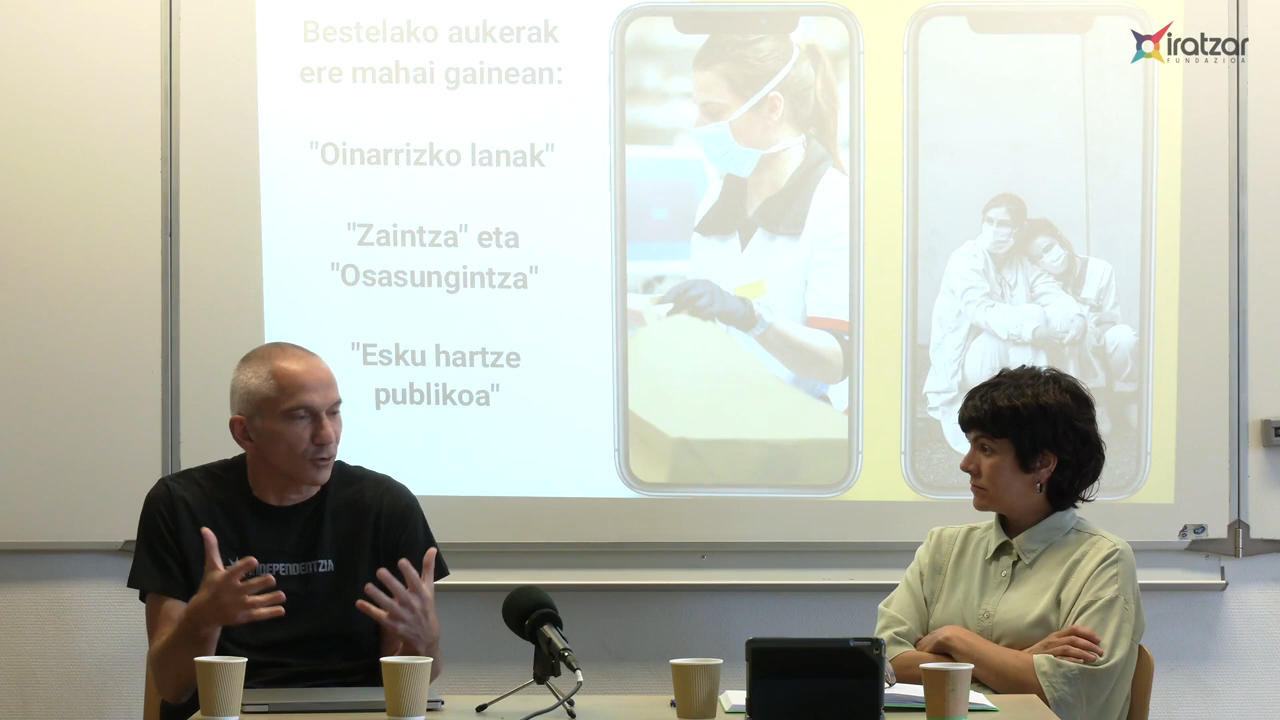 Bestelako aukerak
ere mahai gainean:
"Oinarrizko lanak"
"Zaintza" eta
"Osasungintza"
"Esku hartze
publikoa"
iratzar
FUNDAZIOA
INDEPENDENTZIA